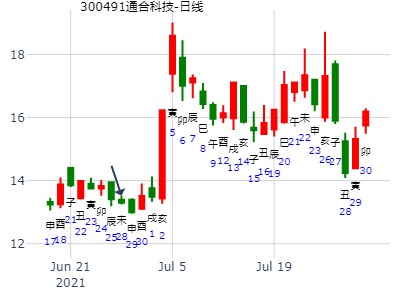 300491通合科技-日线
18
16
14
12
申 17
酉 18
子 21
丑 22
寅 23
卯 24
辰 25
未 28
申 29
酉 30
戌 1
亥 2
寅 5
卯 6
辰 7
巳 8
午 9
酉 12
戌 13
亥 14
子 15
丑 16
辰 19
巳 20
午 21
未 22
申 23
亥 26
子 27
丑 28
寅 29
卯 30
Jun 21
2021
Jul 5
Jul 19